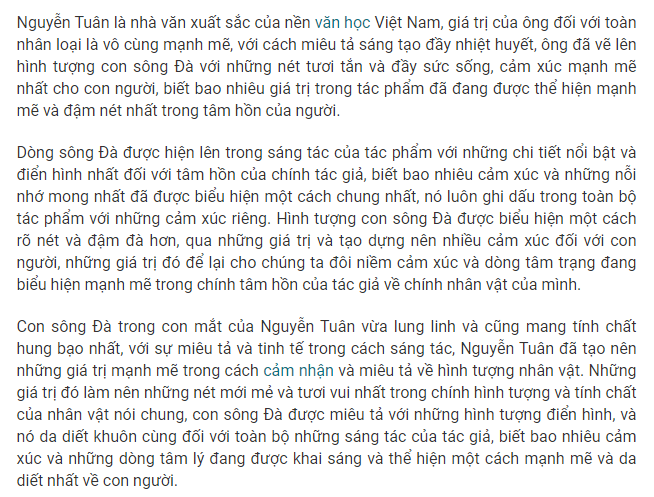 Nguyễn Tuân là nhà văn xuất sắc của nền văn học Việt Nam, giá trị của ông đối với toàn
nhân loại là vô cùng mạnh mẽ, với cách miêu tả sáng tạo đầy nhiệt huyết, ông đã vẽ lên
hình tượng con sông Đà với những nét tươi tắn và đầy sức sống, cảm xúc mạnh mẽ
nhất cho con người, biết bao nhiêu giá trị trong tác phẩm đã đang được thể hiện mạnh
mẽ và đậm nét nhất trong tâm hồn của người.
Dòng sông Đà được hiện lên trong sáng tác của tác phẩm với những chi tiết nổi bật và
điển hình nhất đối với tâm hồn của chính tác giả, biết bao nhiêu cảm xúc và những nỗi
nhớ mong nhất đã được biểu hiện một cách chung nhất, nó luôn ghi dấu trong toàn bộ
tác phẩm với những cảm xúc riêng. Hình tượng con sông Đà được biểu hiện một cách
rõ nét và đậm đà hơn, qua những giá trị và tạo dựng nên nhiều cảm xúc đối với con
người, những giá trị đó để lại cho chúng ta đôi niềm cảm xúc và dòng tâm trạng đang
biểu hiện mạnh mẽ trong chính tâm hồn của tác giả về chính nhân vật của mình.
Con sông Đà trong con mắt của Nguyễn Tuân vừa lung linh và cũng mang tính chất
hung bạo nhất, với sự miêu tả và tinh tế trong cách sáng tác, Nguyễn Tuân đã tạo nên
những giá trị mạnh mẽ trong cách cảm nhận và miêu tả về hình tượng nhân vật. Những
giá trị đó làm nên những nét mới mẻ và tươi vui nhất trong chính hình tượng và tính chất
của nhân vật nói chung, con sông Đà được miêu tả với những hình tượng điển hình, và
nó da diết khuôn cùng đối với toàn bộ những sáng tác của tác giả, biết bao nhiêu cảm
xúc và những dòng tâm lý đang được khai sáng và thể hiện một cách mạnh mẽ và da
diết nhất về con người.